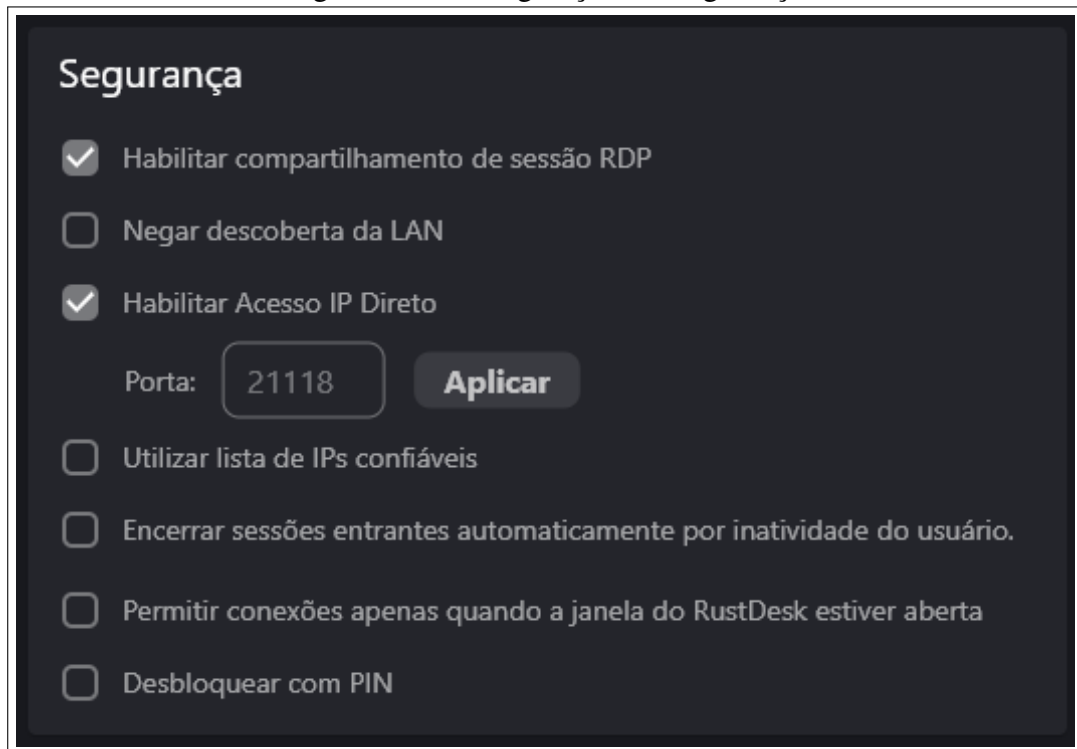 Segurança
Habilitar compartilhamento de sessão RDP
Negar descoberta da LAN
Habilitar Acesso IP Direto
Porta: 21118 Aplicar
Utilizar lista de IPs confiáveis
Encerrar sessões entrantes automaticamente por inatividade do usuário.
Permitir conexões apenas quando a janela do RustDesk estiver aberta
Desbloquear com PIN